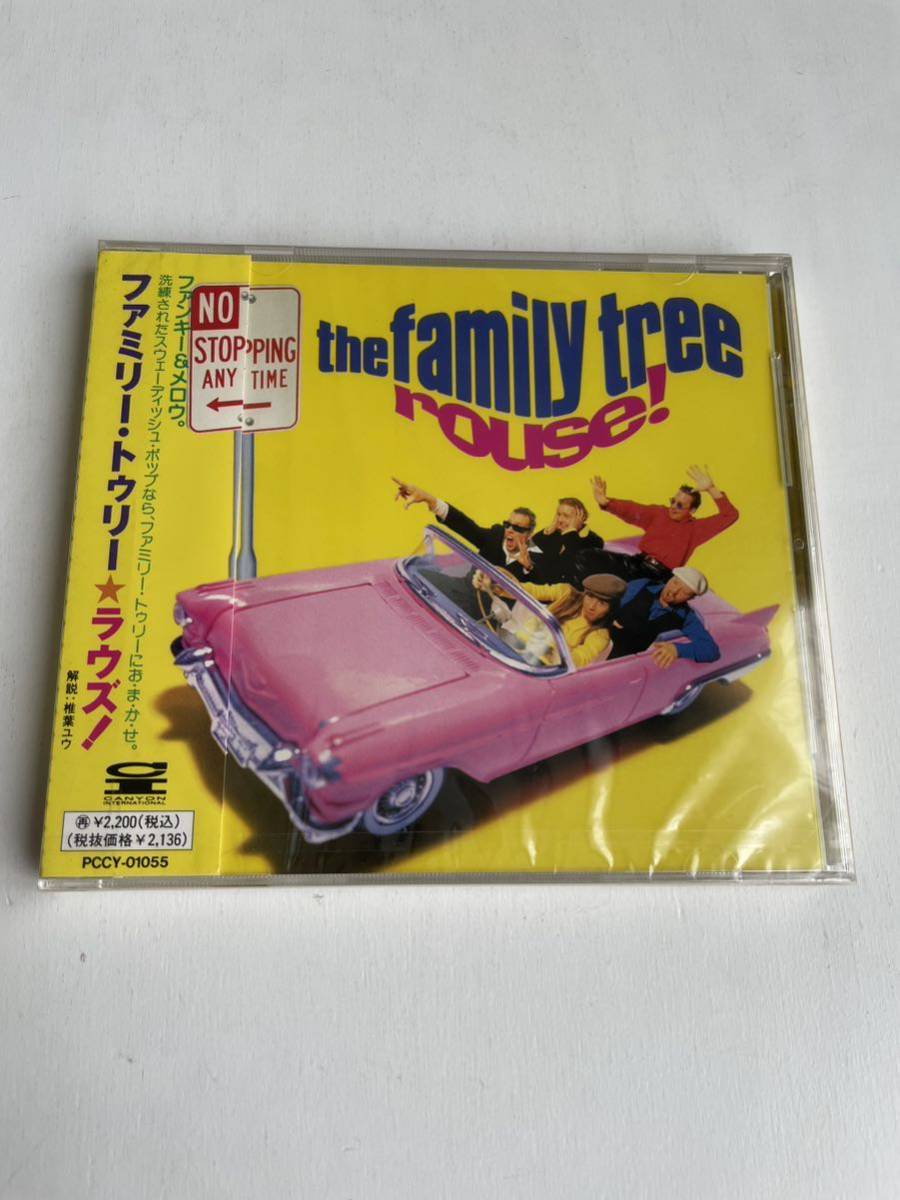 ファンキー&メロウ。
洗練されたスウェーディッシュ・ポップなら、ファミリー・トゥリーにお・ま・か・せ。
ファミリー・トゥリー★ラウズ!
解説:椎葉ユウ
CANYON
INTERNATIONAL
再 ¥2,200(税込)
(税抜価格¥2,136)
PCCY-01055
NO
STOPPING
ANY TIME
the family tree
rouse!